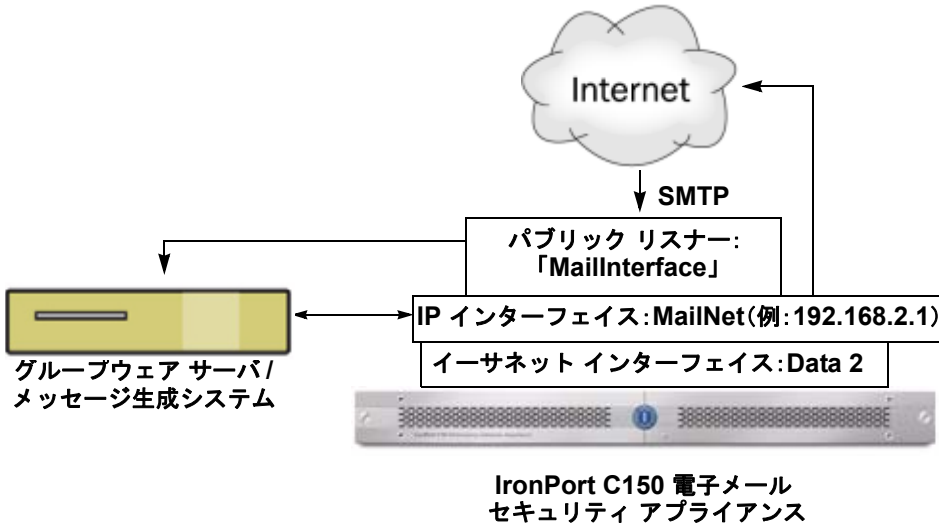 Internet
SMTP
パブリック リスナー:
「MailInterface」
IP インターフェイス:MailNet(例:192.168.2.1)
イーサネット インターフェイス:Data 2
グループウェア サーバ /
メッセージ生成システム
IronPort C150 電子メール
セキュリティ アプライアンス